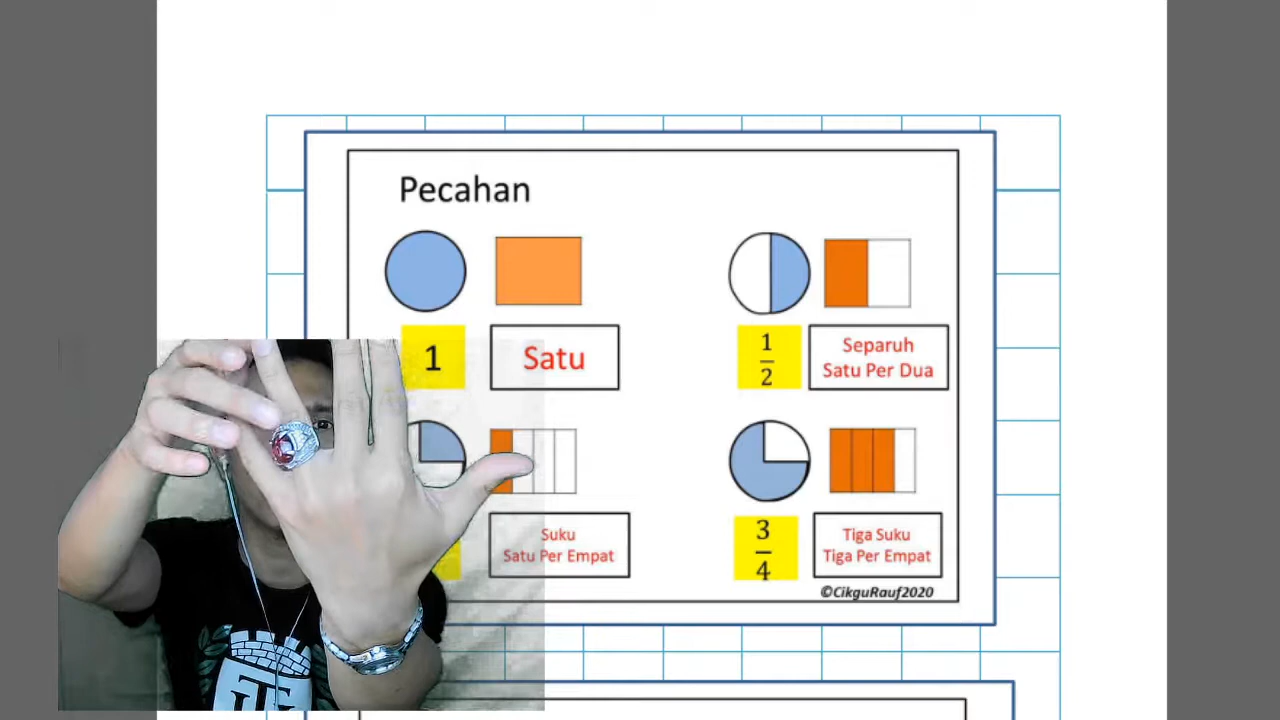 Pecahan
1
Satu
1
2
Separuh
Satu Per Dua
Suku
Satu Per Empat
3
4
Tiga Suku
Tiga Per Empat
©CikguRauf2020